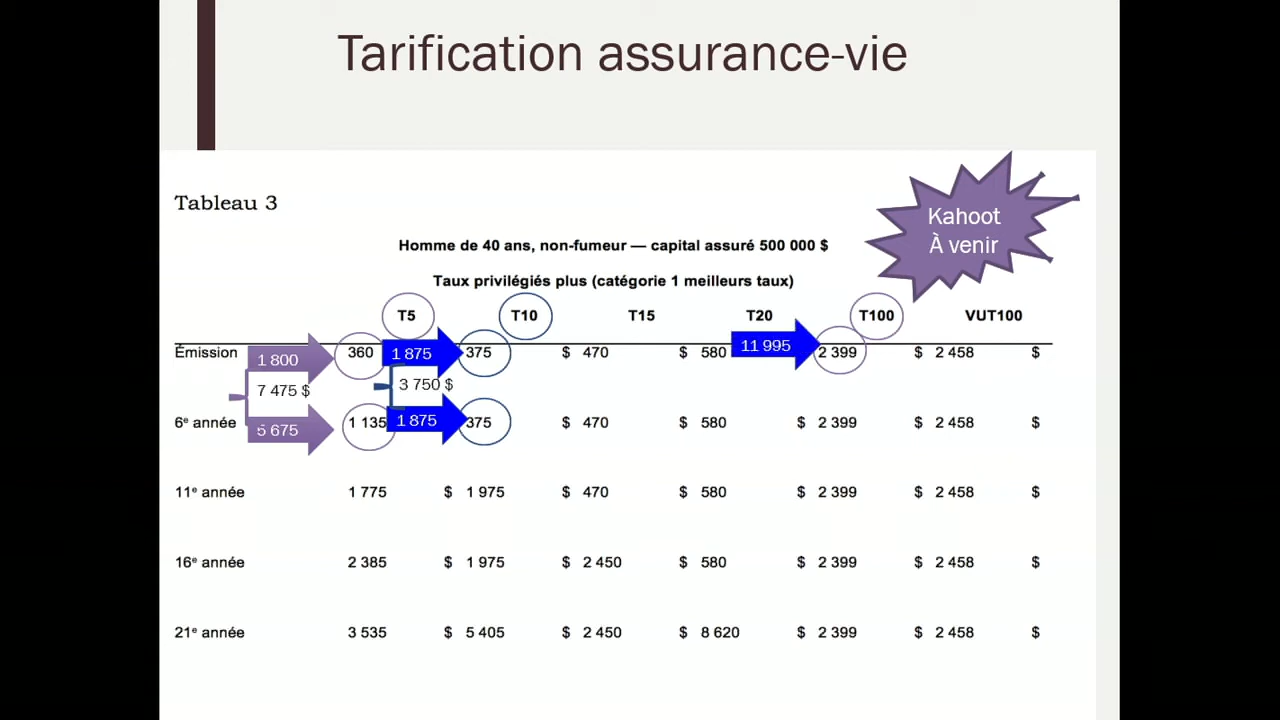 Tarification assurance-vie
Kahoot
À venir
Tableau 3
Homme de 40 ans, non-fumeur — capital assuré 500 000 $
Taux privilégiés plus (catégorie 1 meilleurs taux)
T5 T10 T15 T20 T100 VUT100
Émission 1 800 360 1 875 375 $ 470 $ 580 11 995 2 399 $ 2 458 $
7 475 $ 3 750 $
6e année 5 675 1 135 1 875 375 $ 470 $ 580 $ 2 399 $ 2 458 $
11e année 1 775 $ 1 975 $ 470 $ 580 $ 2 399 $ 2 458 $
16e année 2 385 $ 1 975 $ 2 450 $ 580 $ 2 399 $ 2 458 $
21e année 3 535 $ 5 405 $ 2 450 $ 8 620 $ 2 399 $ 2 458 $